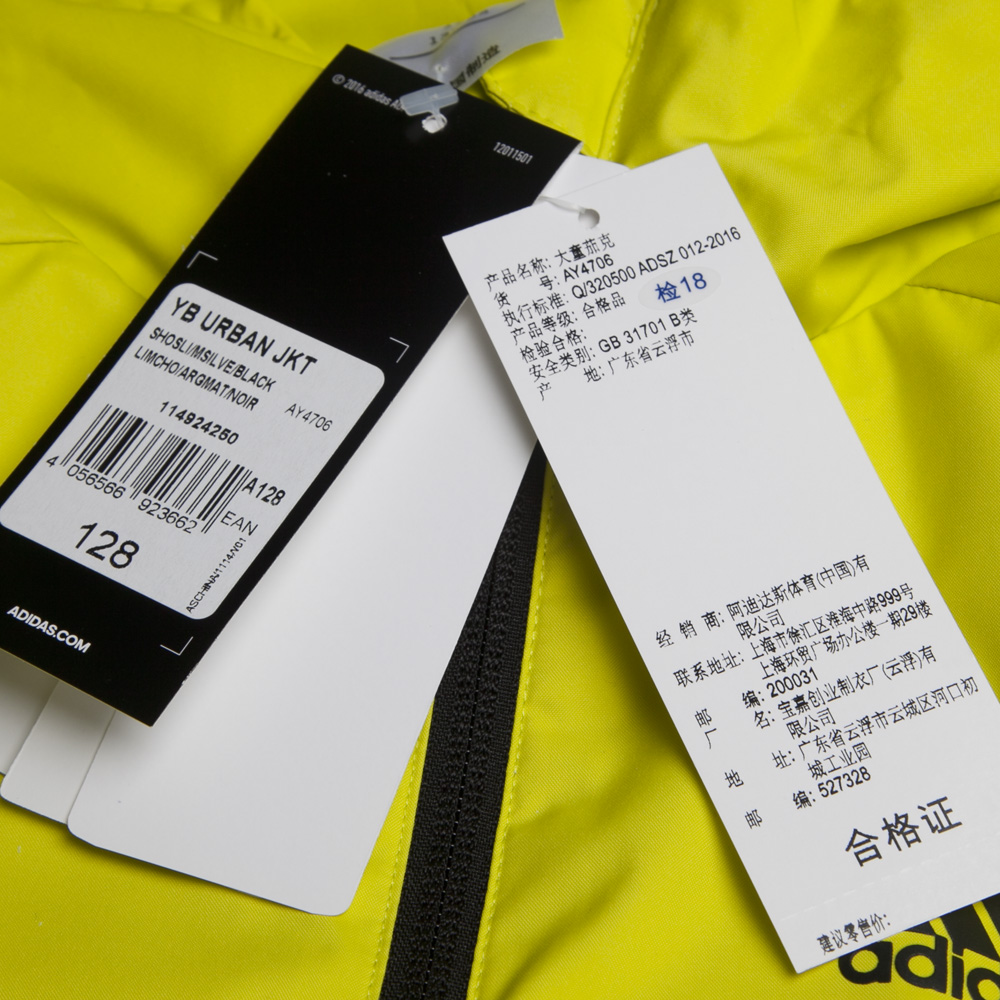 © 2016 adidas
12011501
YB URBAN JKT
SHOSLI/MSILVE/BLACK
LIMCHO/ARGMAT/NOIR
AY4706
114924250
A128
4 056566 923662
EAN
128
ADIDAS.COM
产品名称: 大童茄克
货 号: AY4706
执行标准: Q/320500 ADSZ 012-2016
产品等级: 合格品
检验合格: 检18
安全类别: GB 31701 B类
产 地: 广东省云浮市
经 销 商: 阿迪达斯体育(中国)有
限公司
联系地址: 上海市徐汇区淮海中路999号
上海环贸广场办公楼一期29楼
邮 编: 200031
厂 名: 宝嘉创业制衣厂(云浮)有
限公司
地 址: 广东省云浮市云城区河口初
城工业园
邮 编: 527328
合格证
建议零售价:
adid
制造